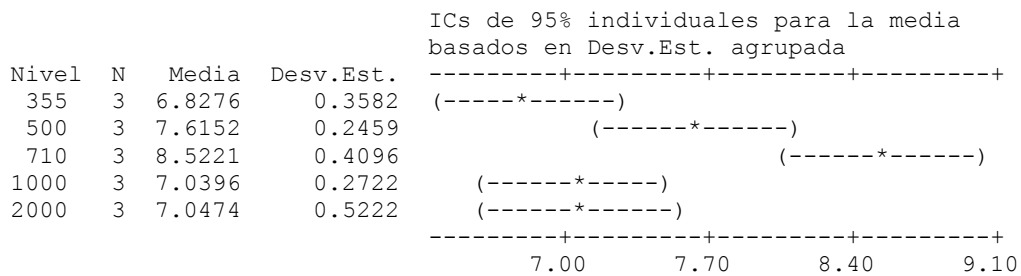 ICs de 95% individuales para la media
basados en Desv.Est. agrupada
Nivel  N   Media  Desv.Est.  ---------+---------+---------+---------+
 355   3  6.8276     0.3582  (-----*------)
 500   3  7.6152     0.2459             (------*------)
 710   3  8.5221     0.4096                          (------*------)
1000   3  7.0396     0.2722     (------*-----)
2000   3  7.0474     0.5222     (------*------)
                             ---------+---------+---------+---------+
                                    7.00      7.70      8.40      9.10